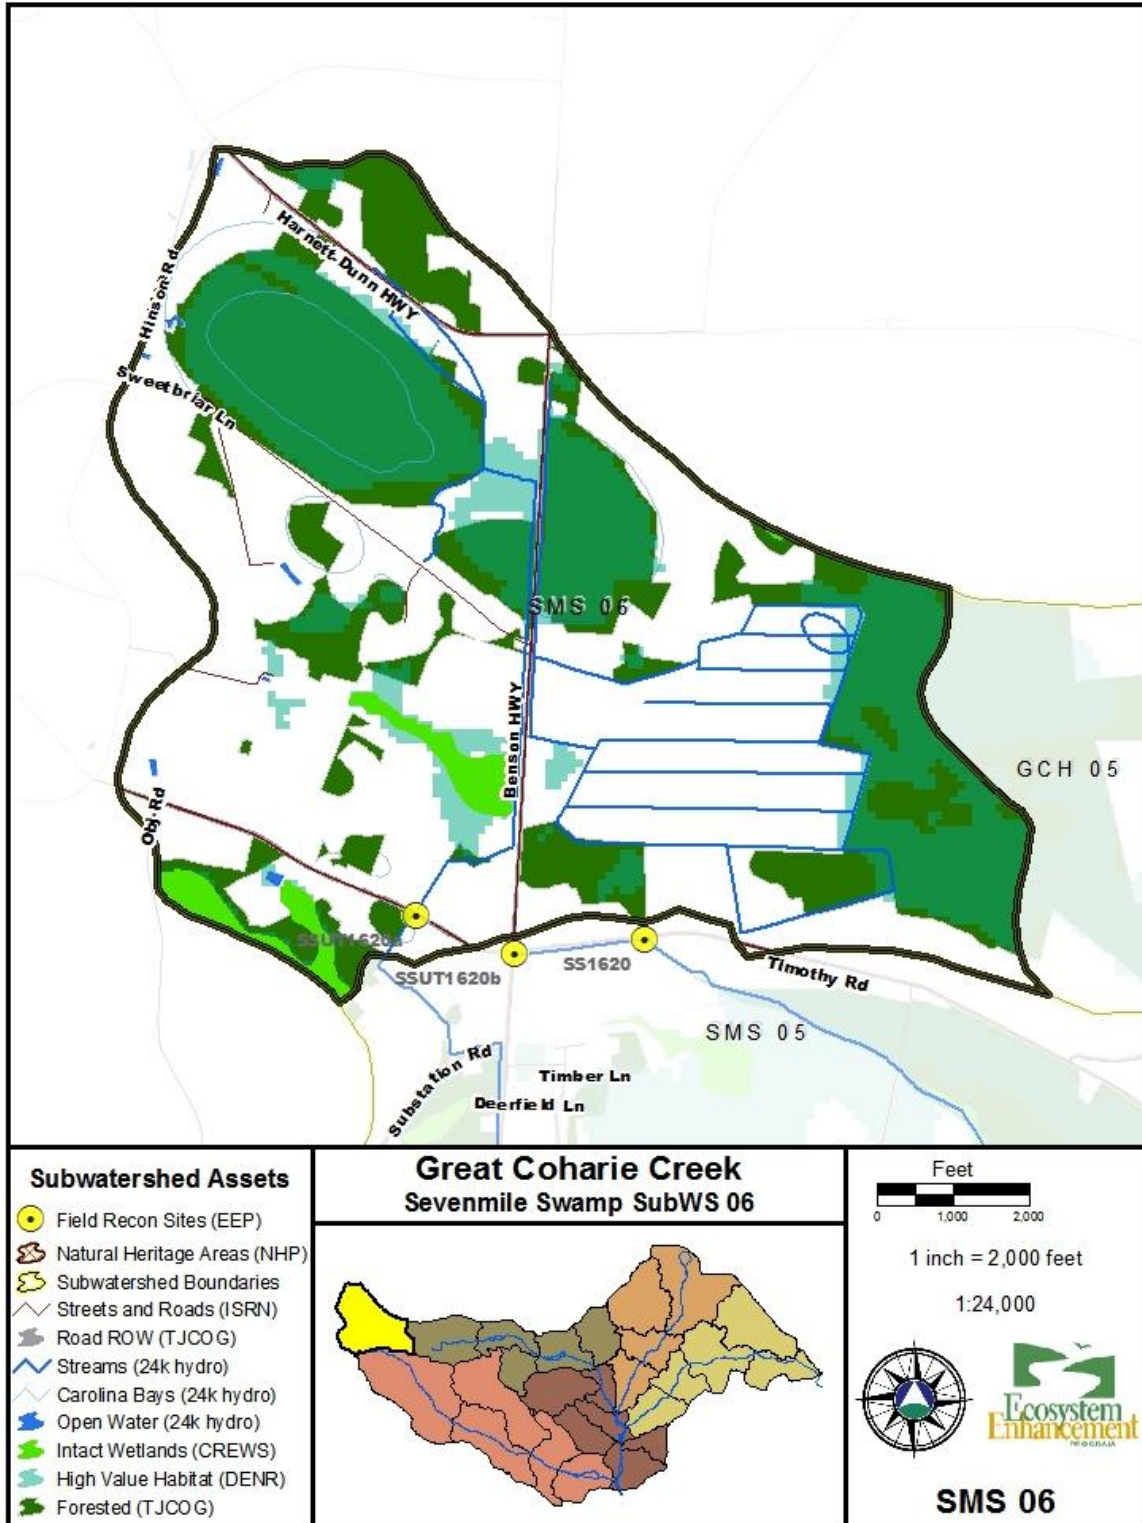 Harnett-Dunn HWY
Hinson Rd
Sweetbriar Ln
SMS 06
Benson HWY
GCH 05
Obj Rd
SSUT1620a
SSUT1620b
SS1620
Timothy Rd
SMS 05
Substation Rd
Timber Ln
Deerfield Ln
Subwatershed Assets
Field Recon Sites (EEP)
Natural Heritage Areas (NHP)
Subwatershed Boundaries
Streets and Roads (ISRN)
Road ROW (TJCOG)
Streams (24k hydro)
Carolina Bays (24k hydro)
Open Water (24k hydro)
Intact Wetlands (CREWS)
High Value Habitat (DENR)
Forested (TJCOG)
Great Coharie Creek
Sevenmile Swamp SubWS 06
Feet
0 1,000 2,000
1 inch = 2,000 feet
1:24,000
Ecosystem
Enhancement
PROGRAM
SMS 06